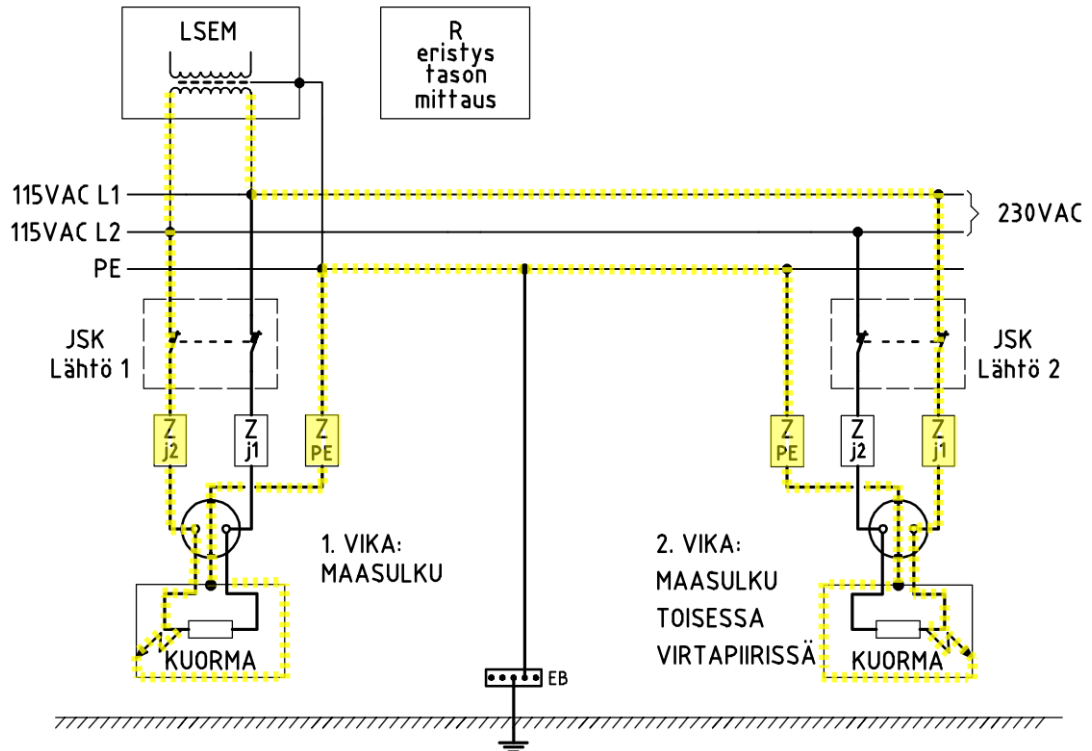 LSEM
R
eristys
tason
mittaus
115VAC L1
115VAC L2
230VAC
PE
JSK
Lähtö 1
JSK
Lähtö 2
Z
j2
Z
j1
Z
PE
Z
PE
Z
j2
Z
j1
1. VIKA:
MAASULKU
2. VIKA:
MAASULKU
TOISESSA
VIRTAPIIRISSÄ
KUORMA
KUORMA
EB